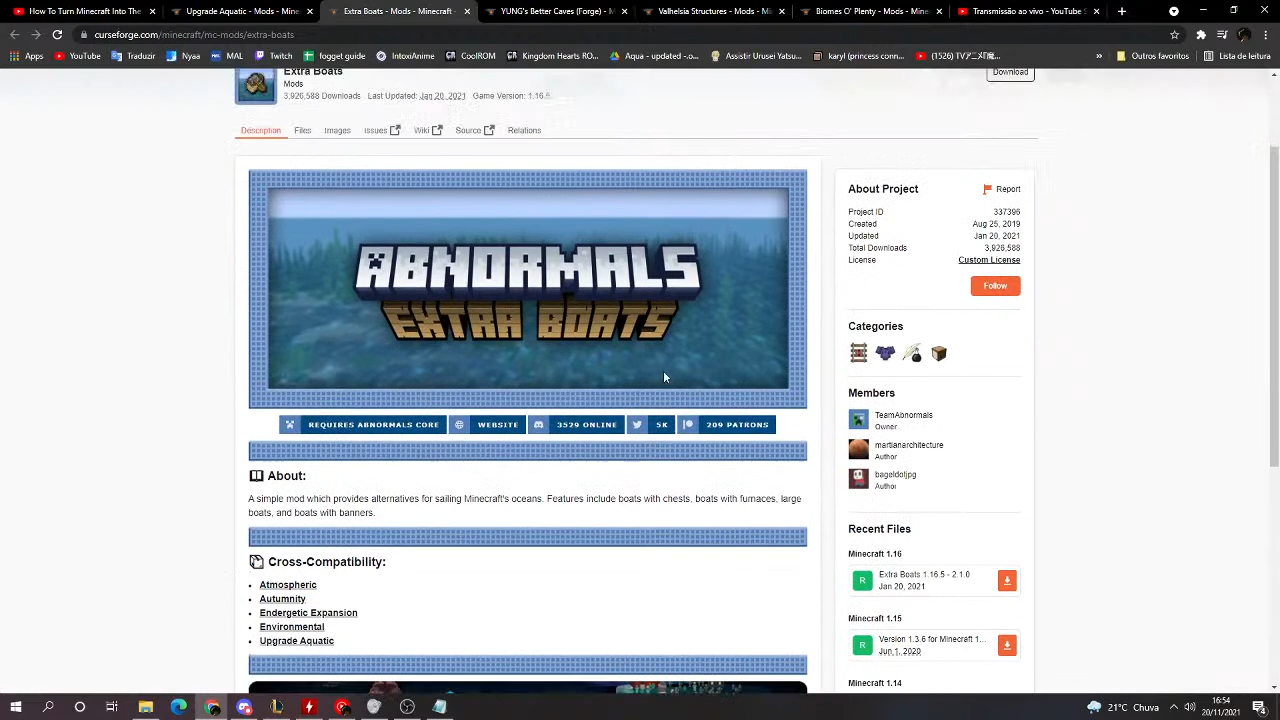 How To Turn Minecraft Into The
Upgrade Aquatic - Mods - Mine
Extra Boats - Mods - Minecraft
YUNG's Better Caves (Forge) - M
Valhelsia Structures - Mods - Mi
Biomes O' Plenty - Mods - Mine
Transmissão ao vivo - YouTube S
curseforge.com/minecraft/mc-mods/extra-boats
Apps
YouTube
Traduzir
Nyaa
MAL
Twitch
fogget guide
IntoxiAnime
CoolROM
Kingdom Hearts RO...
Aqua - updated -...
Assistir Urusei Yatsu...
karyl (princess conn...
(1526) TVアニメ...
»
Outros favoritos
Lista de leitura
Extra Boats
Download
Mods
3,926,588 Downloads Last Updated: Jan 20, 2021 Game Version: 1.16.5
Description Files Images Issues Wiki Source Relations
ABNORMALS
EXTRA BOATS
REQUIRES ABNORMALS CORE WEBSITE 3529 ONLINE 5K 209 PATRONS
About:
A simple mod which provides alternatives for sailing Minecraft's oceans. Features include boats with chests, boats with furnaces, large
boats, and boats with banners.
Cross-Compatibility:
• Atmospheric
• Autumnity
• Endergetic Expansion
• Environmental
• Upgrade Aquatic
About Project Report
Project ID 337396
Created Aug 25, 2019
Updated Jan 20, 2021
Total Downloads 3,926,588
License Custom License
Follow
Categories
Members
TeamAbnormals
Owner
martianarchitecture
Author
bageldotjpg
Author
Recent Files
Minecraft 1.16
R Extra Boats 1.16.5 - 2.1.0
Jan 20, 2021
Minecraft 1.15
R Version 1.3.6 for Minecraft 1...
Jun 1, 2020
Minecraft 1.14
21°C Chuva
16:54
20/11/2021